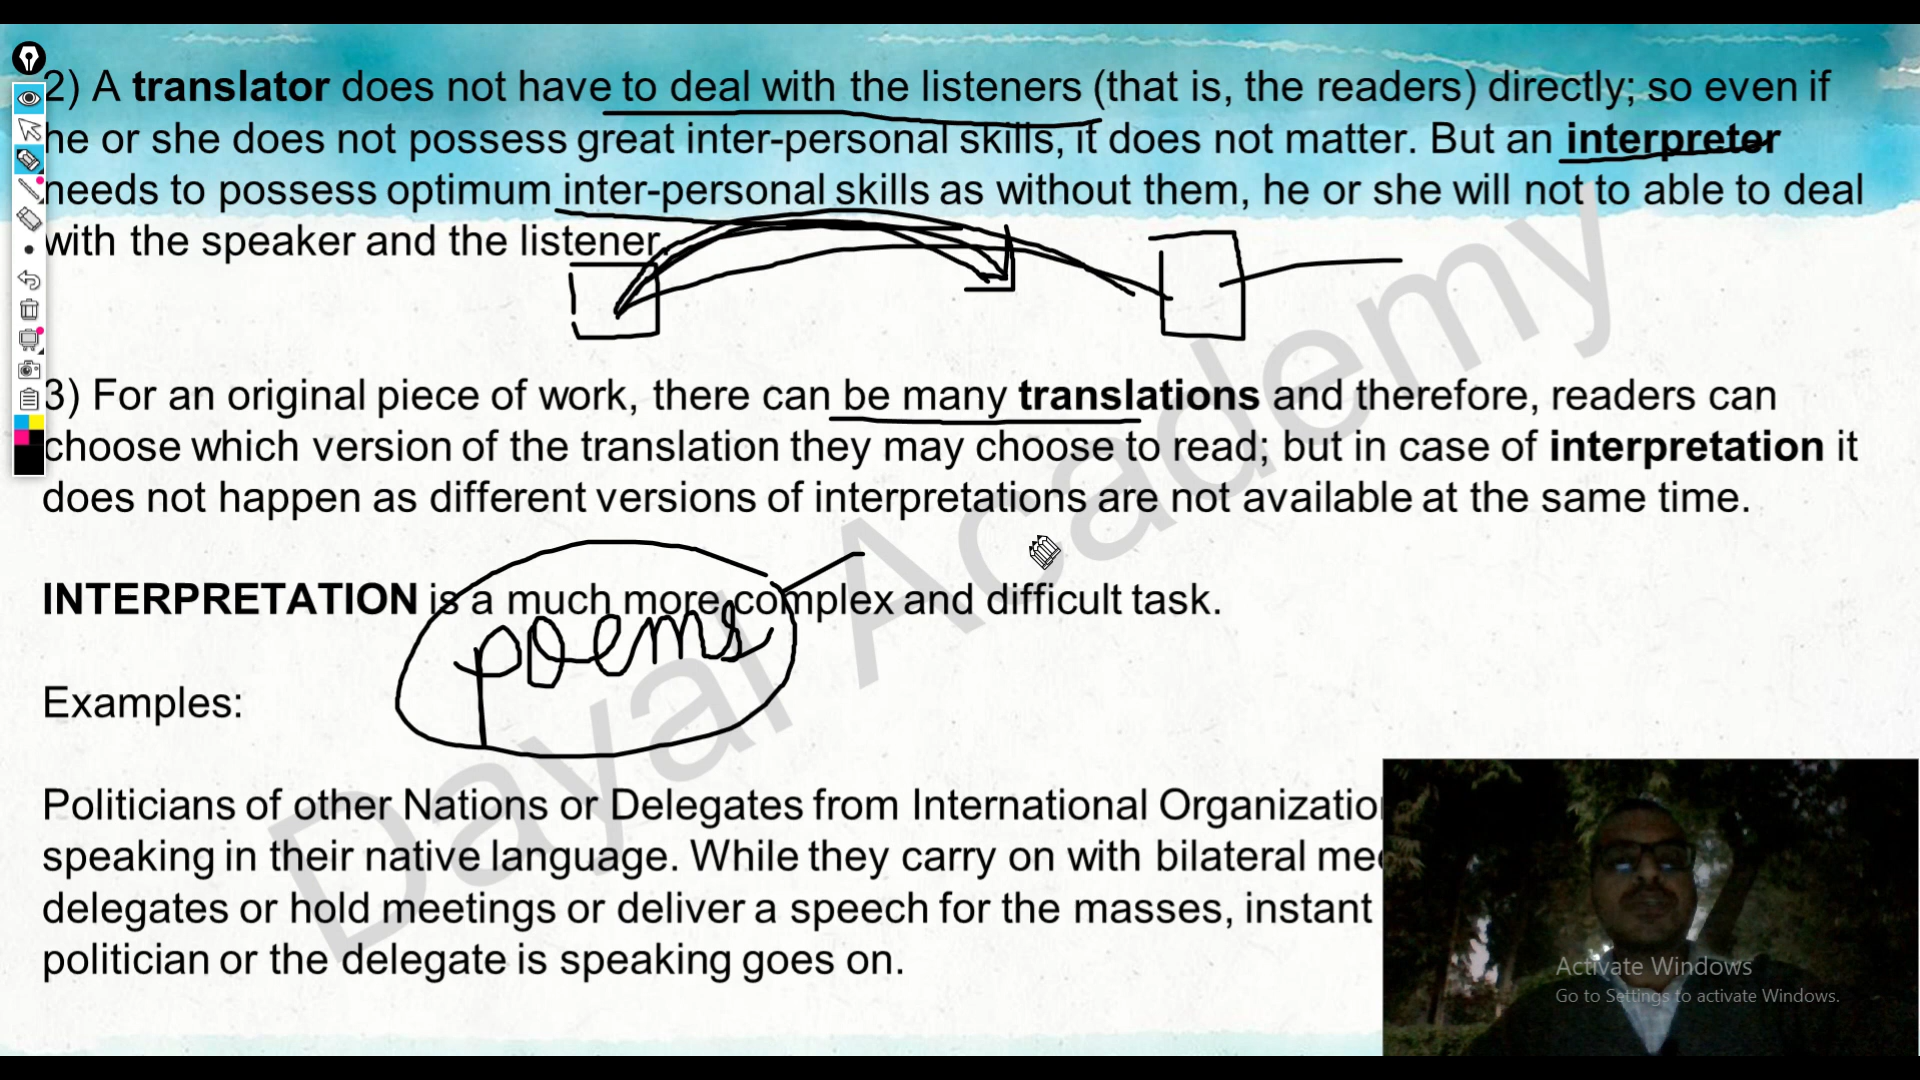 2) A translator does not have to deal with the listeners (that is, the readers) directly; so even if
he or she does not possess great inter-personal skills, it does not matter. But an interpreter
needs to possess optimum inter-personal skills as without them, he or she will not to able to deal
with the speaker and the listener.
3) For an original piece of work, there can be many translations and therefore, readers can
choose which version of the translation they may choose to read; but in case of interpretation it
does not happen as different versions of interpretations are not available at the same time.
INTERPRETATION is a much more complex and difficult task.
poems
Examples:
Politicians of other Nations or Delegates from International
speaking in their native language. While they carry on with bilateral
delegates or hold meetings or deliver a speech for the masses, instant
politician or the delegate is speaking goes on.
Dayal Academy
Activate Windows
Go to Settings to activate Windows.